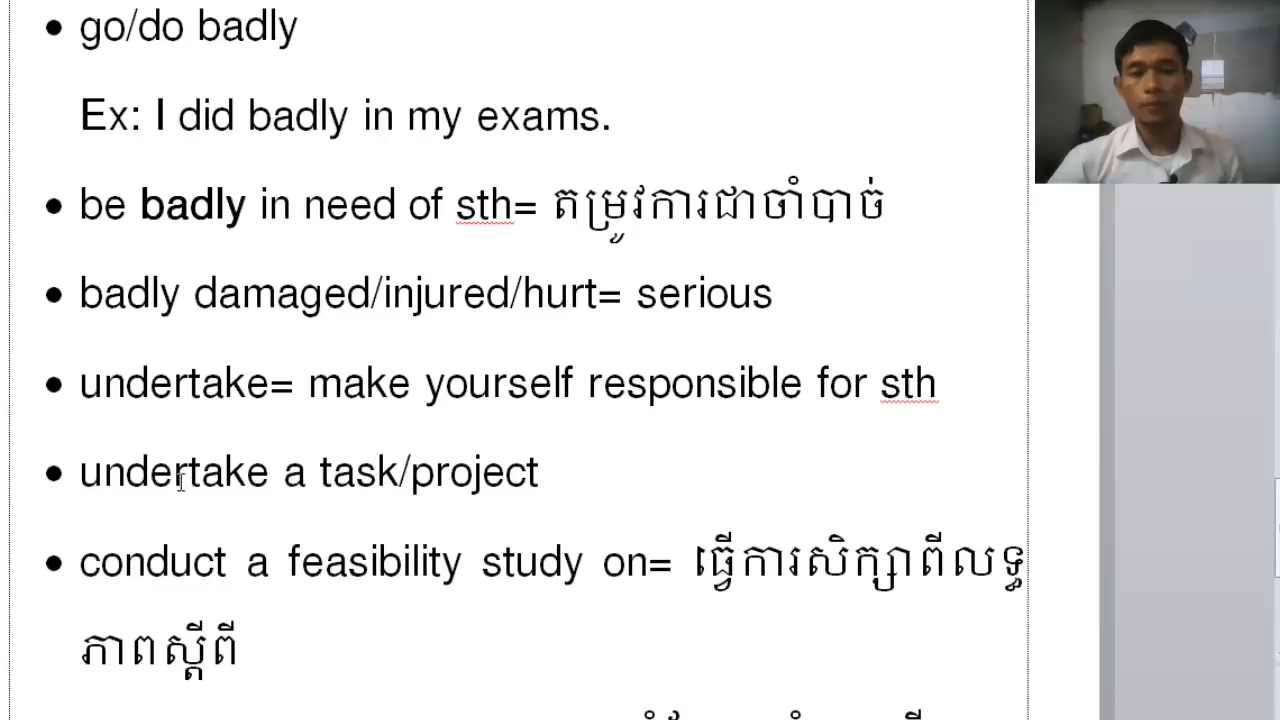 • go/do badly
Ex: I did badly in my exams.
• be badly in need of sth= តម្រូវការជាចាំបាច់
• badly damaged/injured/hurt= serious
• undertake= make yourself responsible for sth
• undertake a task/project
• conduct a feasibility study on= ធ្វើការសិក្សាពីលទ្ធ
ភាពស្តីពី